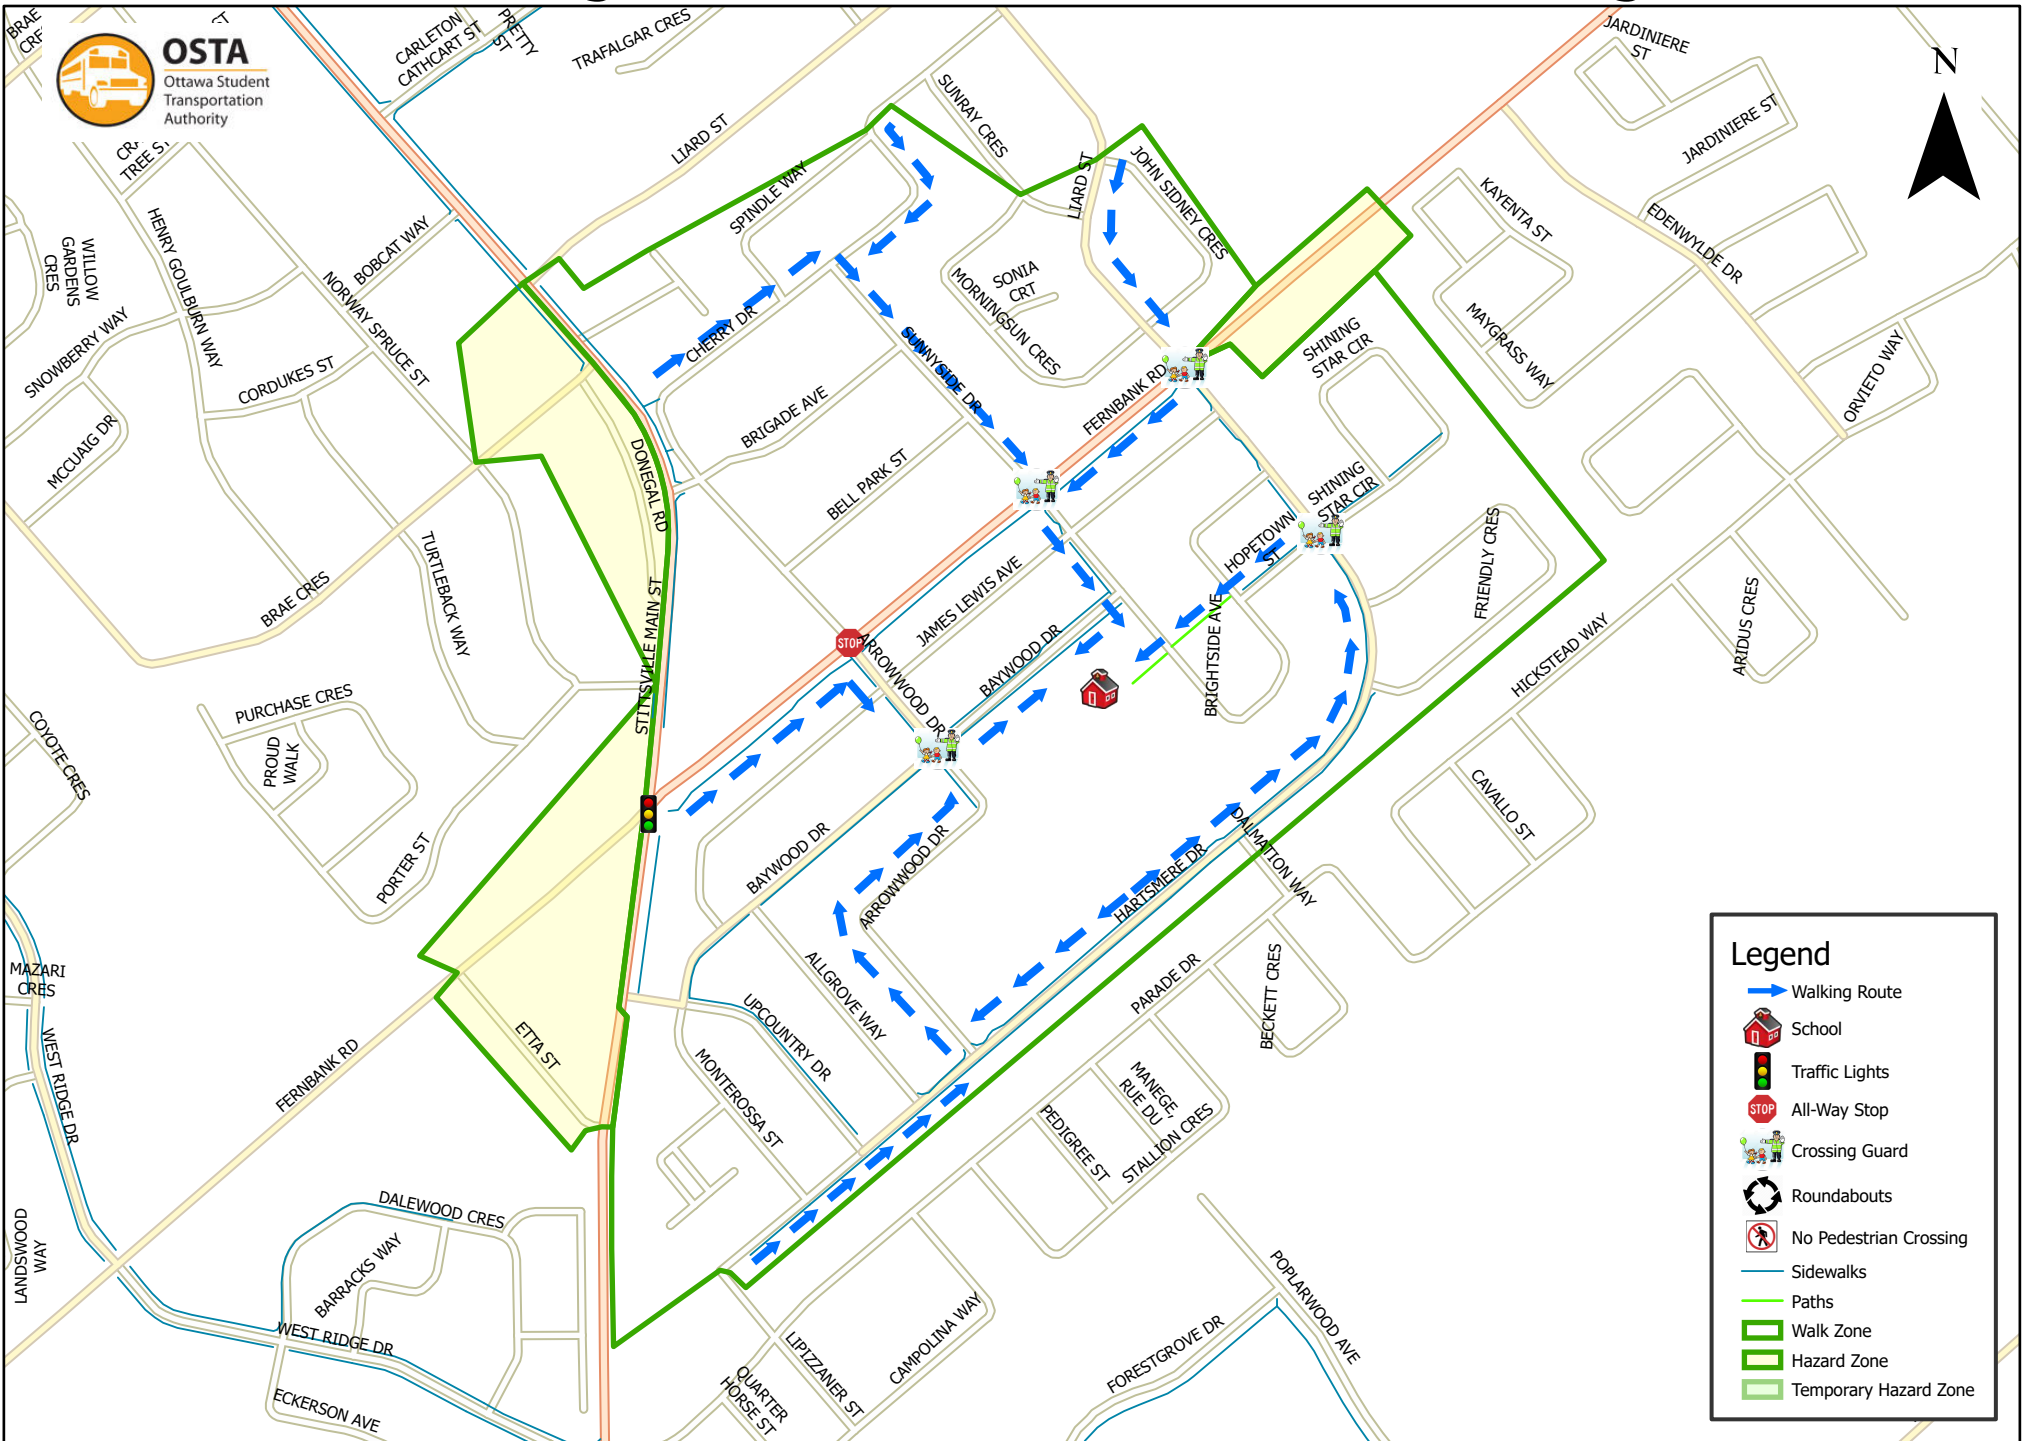 BRAE
CRE
ST
CARLETON
CATHCART ST
PRETTY
ST
TRAFALGAR CRES
JARDINIERE
ST
OSTA
Ottawa Student
Transportation
Authority
N
SUNRAY CRES
LIARD ST
JARDINIERE ST
TREE ST
JOHN SIDNEY CRES
LIARD ST
SPINDLE WAY
KAYENTA ST
HENRY GOULBURN WAY
WILLOW
GARDENS
CRES
BOBCAT WAY
EDENWYLDE DR
NORWAY SPRUCE ST
SONIA
CRT
MORNINGSUN CRES
SNOWBERRY WAY
CHERRY DR
SUNNYSIDE DR
SHINING
STAR CIR
MAYGRASS WAY
ORVIETO WAY
CORDUKES ST
FERNBANK RD
BRIGADE AVE
MCCUAIG DR
DONEGAL RD
BELL PARK ST
SHINING
STAR CIR
HOPETOWN
ST
FRIENDLY CRES
TURTLEBACK WAY
BRAE CRES
JAMES LEWIS AVE
ARIDUS CRES
STITTSVILLE MAIN ST
STOP
ARROWWOOD DR
BAYWOOD DR
BRIGHTSIDE AVE
HICKSTEAD WAY
PURCHASE CRES
PROUD
WALK
COYOTE CRES
CAVALLO ST
PORTER ST
BAYWOOD DR
ARROWWOOD DR
DALMATION WAY
HARTSMERE DR
MAZARI
CRES
ALLGROVE WAY
PARADE DR
BECKETT CRES
UPCOUNTRY DR
WEST RIDGE DR
ETTA ST
FERNBANK RD
MONTEROSSA ST
MANEGE,
RUE DU
PEDIGREE ST
STALLION CRES
DALEWOOD CRES
LANDSWOOD
WAY
BARRACKS WAY
WEST RIDGE DR
POPLARWOOD AVE
CAMPOLINA WAY
LIPIZZANER ST
FORESTGROVE DR
QUARTER
HORSE ST
ECKERSON AVE
Legend
Walking Route
School
Traffic Lights
STOP
All-Way Stop
Crossing Guard
Roundabouts
No Pedestrian Crossing
Sidewalks
Paths
Walk Zone
Hazard Zone
Temporary Hazard Zone